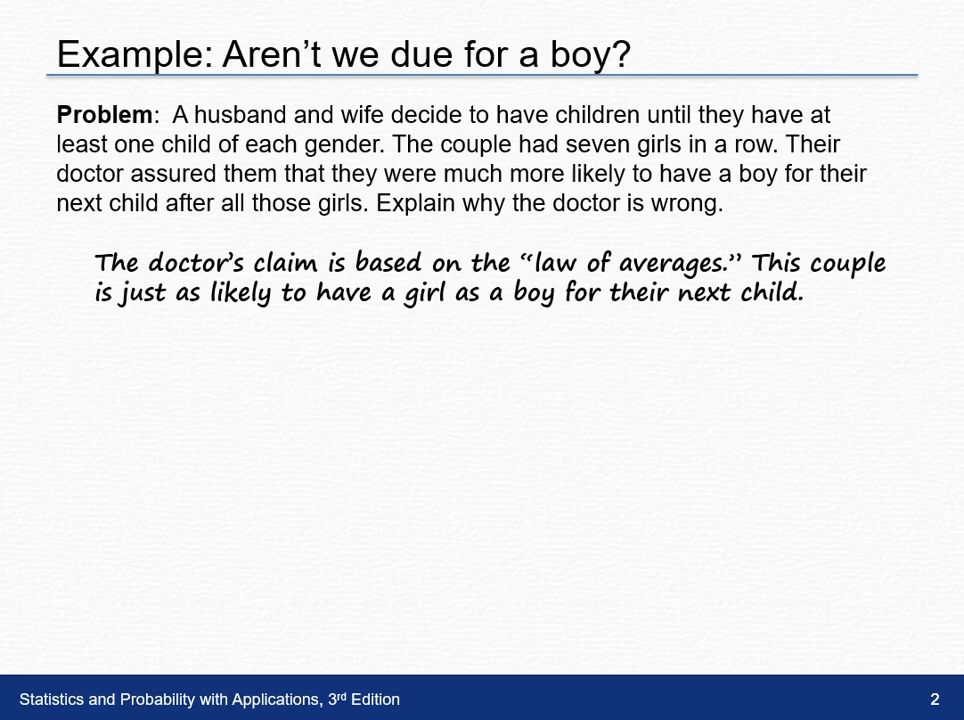 Example: Aren’t we due for a boy?
Problem: A husband and wife decide to have children until they have at
least one child of each gender. The couple had seven girls in a row. Their
doctor assured them that they were much more likely to have a boy for their
next child after all those girls. Explain why the doctor is wrong.
The doctor’s claim is based on the “law of averages.” This couple
is just as likely to have a girl as a boy for their next child.
Statistics and Probability with Applications, 3rd Edition
2